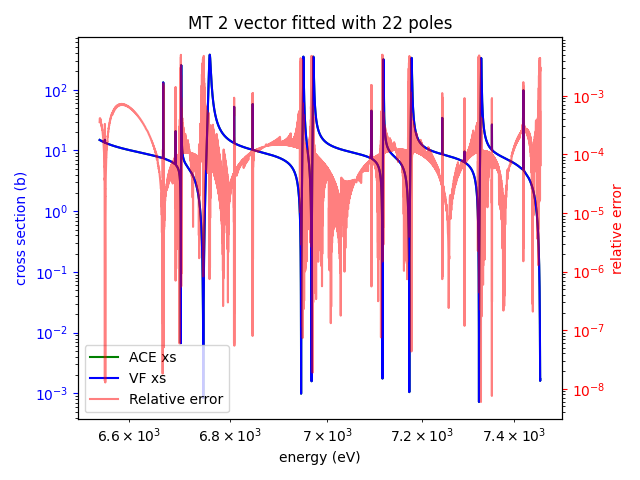 MT 2 vector fitted with 22 poles
10²
10¹
10⁰
10⁻¹
10⁻²
10⁻³
cross section (b)
10⁻³
10⁻⁴
10⁻⁵
10⁻⁶
10⁻⁷
10⁻⁸
relative error
ACE xs
VF xs
Relative error
6.6 × 10³ 6.8 × 10³ 7 × 10³ 7.2 × 10³ 7.4 × 10³
energy (eV)